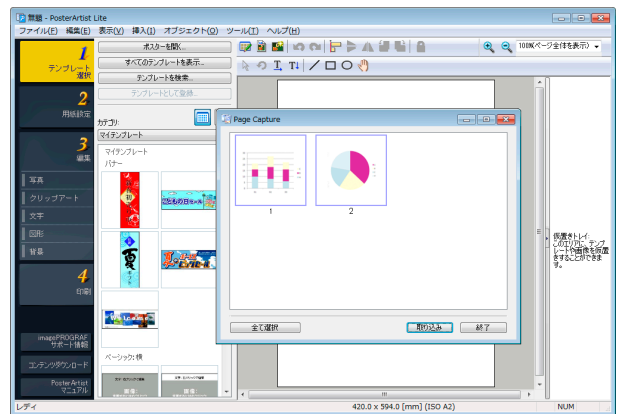 無題 - PosterArtist Lite
ファイル(F) 編集(E) 表示(V) 挿入(I) オブジェクト(O) ツール(T) ヘルプ(H)
1
テンプレート
選択
2
用紙設定
3
編集
写真
クリップアート
文字
図形
背景
4
印刷
imagePROGRAF
サポート情報
コンテンツダウンロード
PosterArtist
マニュアル
ポスターを開く...
すべてのテンプレートを表示...
テンプレートを検索...
テンプレートとして登録...
カテゴリ:
マイテンプレート
マイテンプレート
バナー
夏
こどもの日セール
ベーシック: 横
100%(ページ全体を表示)
Page Capture
1
2
全て選択
取り込み
終了
仮置きトレイ:
このエリアに、テンプ
レートや画像を仮置
きすることができま
す。
レディ
420.0 x 594.0 [mm] (ISO A2)
NUM